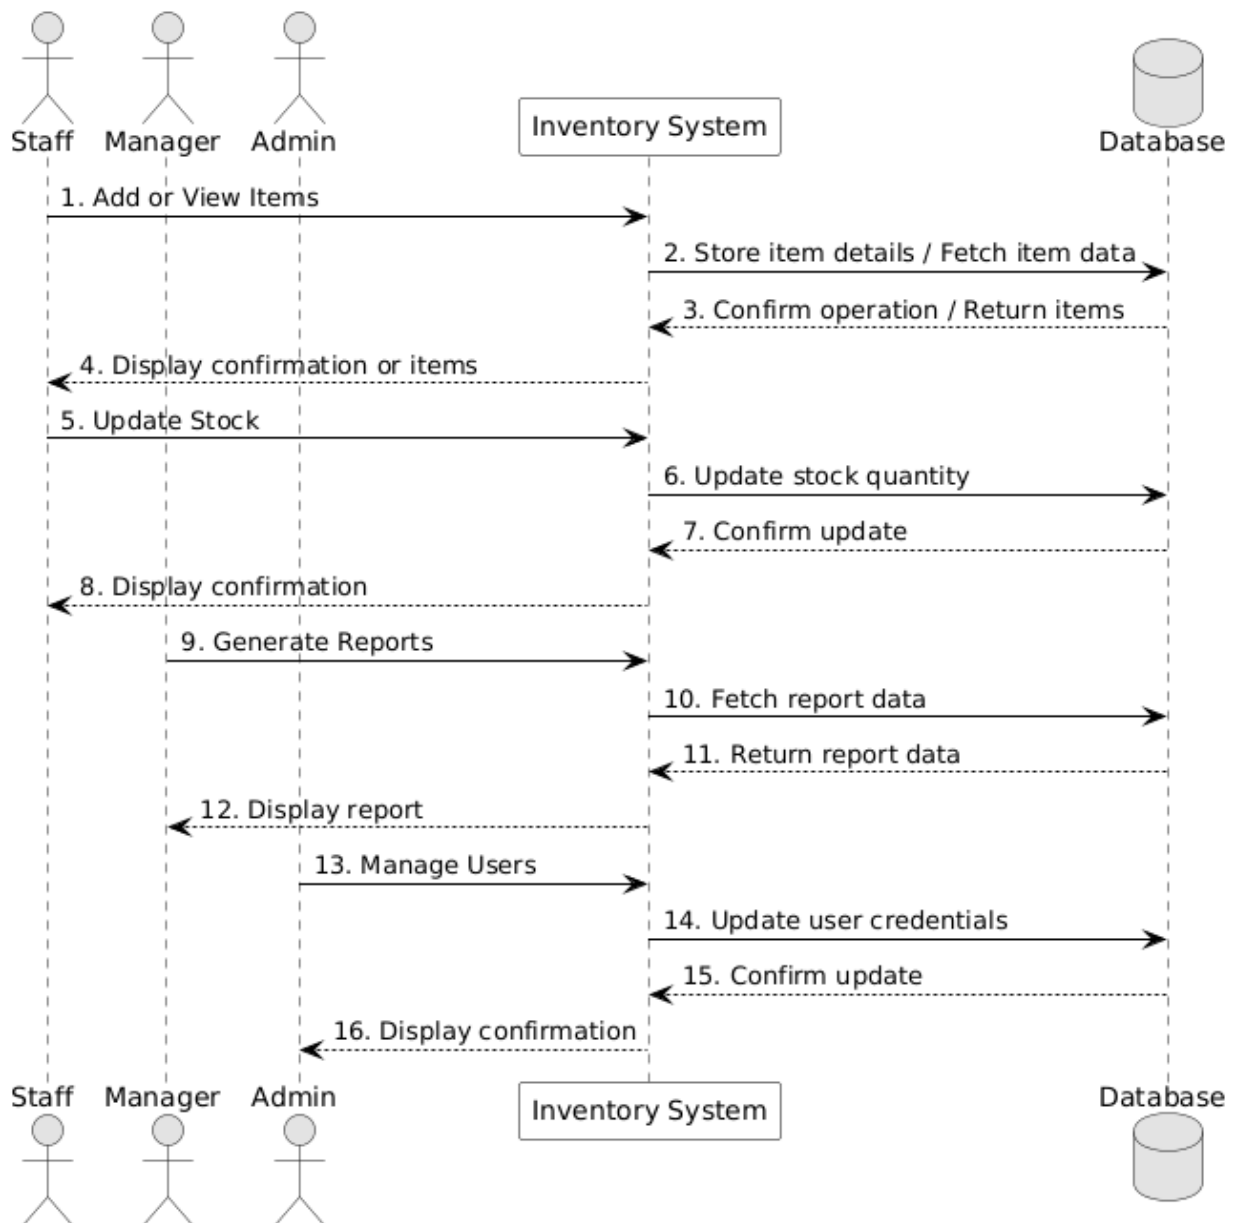 Staff Manager Admin Inventory System Database
1. Add or View Items
2. Store item details / Fetch item data
3. Confirm operation / Return items
4. Display confirmation or items
5. Update Stock
6. Update stock quantity
7. Confirm update
8. Display confirmation
9. Generate Reports
10. Fetch report data
11. Return report data
12. Display report
13. Manage Users
14. Update user credentials
15. Confirm update
16. Display confirmation
Staff Manager Admin Inventory System Database